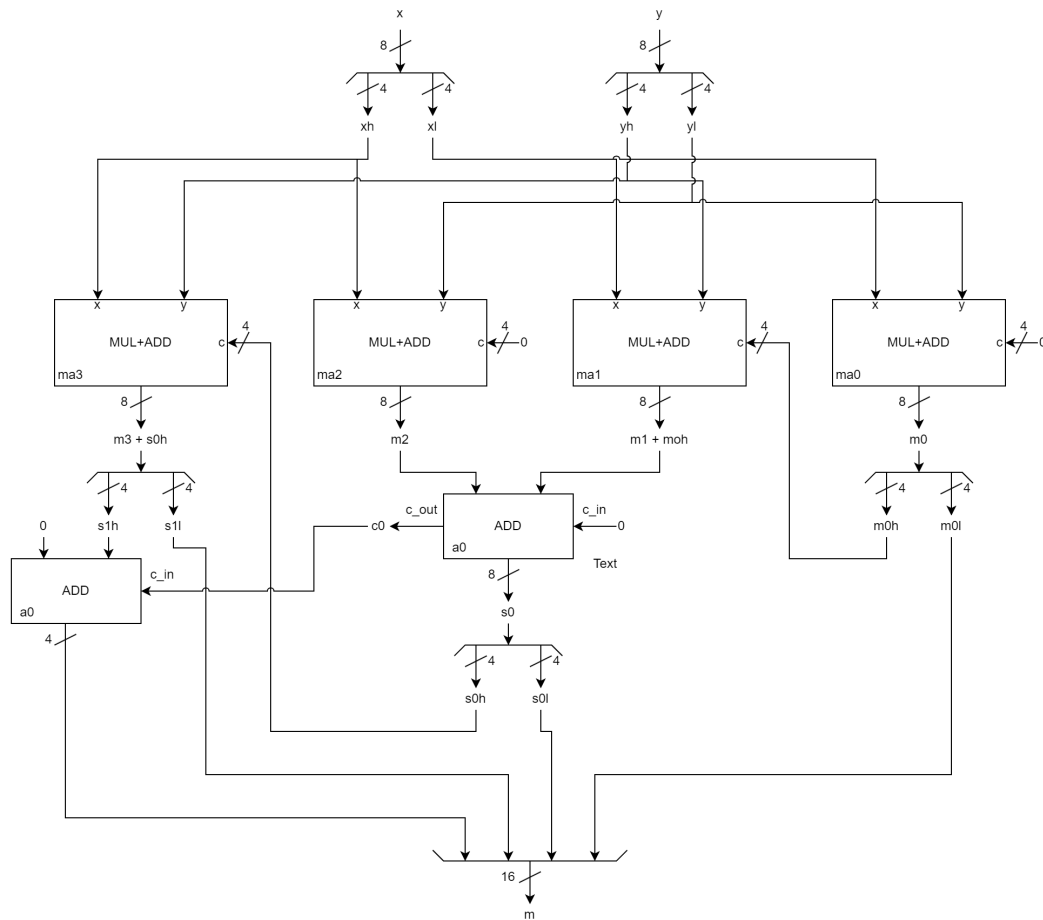 x y
8 8
4 4 4 4
xh xl yh yl
x y x y x y x y
4 4 4 4
MUL+ADD c MUL+ADD c 0 MUL+ADD c MUL+ADD c 0
ma3 ma2 ma1 ma0
8 8 8 8
m3 + s0h m2 m1 + moh m0
4 4 4 4
c_out c_in
0 s1h s1l c0 ADD 0 m0h m0l
a0
Text
c_in
8
ADD
a0 s0
4
4 4
s0h s0l
16
m